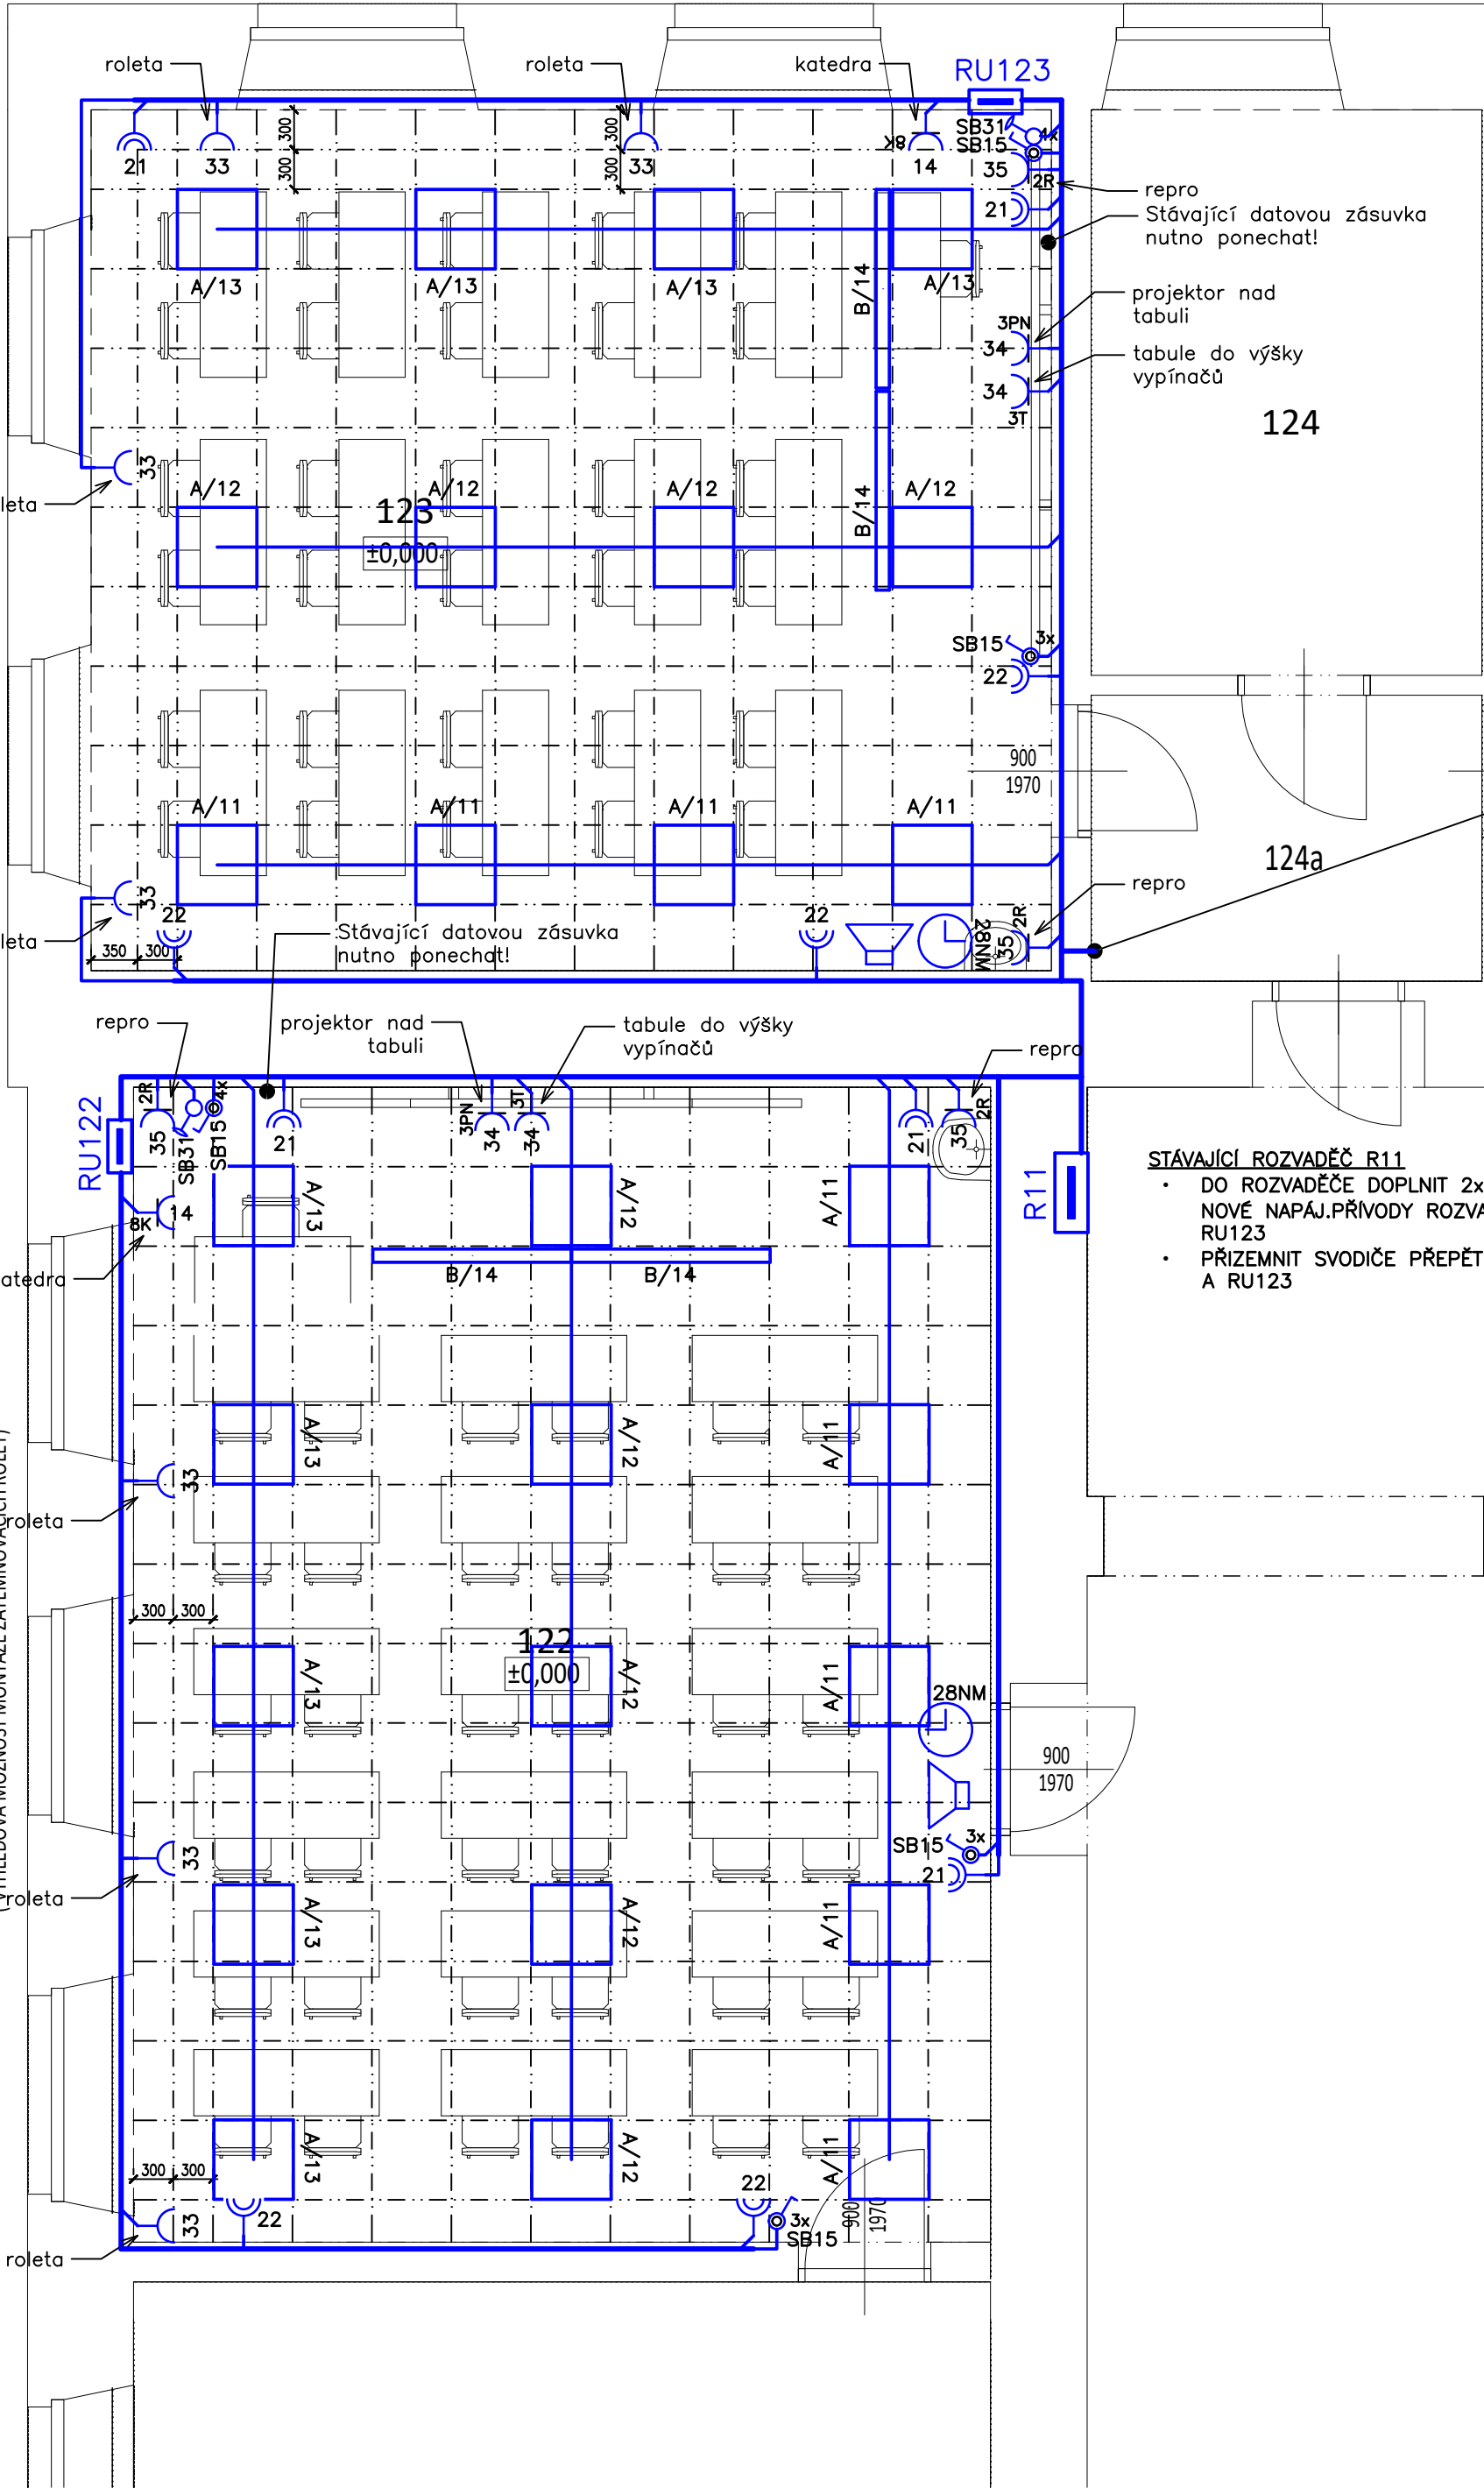 roleta
roleta
katedra
RU123
300
300
300
300
21
33
33
8K
14
SB31
SB15
4x
35
2R
21
repro
Stávající datovou zásuvka
nutno ponechat!
A/13
A/13
A/13
B/14
A/13
projektor nad
tabuli
3PN
34
34
3T
tabule do výšky
vypínačů
124
33
leta
A/12
A/12
A/12
B/14
A/12
123
±0,000
SB15
3x
22
900
1970
A/11
A/11
A/11
A/11
124a
33
leta
22
22
28NM
35
2R
repro
350
300
Stávající datovou zásuvka
nutno ponechat!
repro
projektor nad
tabuli
tabule do výšky
vypínačů
repro
RU122
2R
35
SB31
SB15
4x
21
3PN
34
3T
34
21
35
2R
R11
STÁVAJÍCÍ ROZVADĚČ R11
• DO ROZVADĚČE DOPLNIT 2x
NOVÉ NAPÁJ.PŘÍVODY ROZVA
RU123
• PŘIZEMNIT SVODIČE PŘEPĚT
A RU123
8K
14
atedra
A/13
A/12
A/11
B/14
B/14
A/13
A/12
A/11
33
roleta
300
300
122
±0,000
A/13
A/12
A/11
28NM
900
1970
SB15
3x
21
33
roleta
A/13
A/12
A/11
300
300
A/13
A/12
A/11
33
roleta
22
22
3x
SB15
900
1970